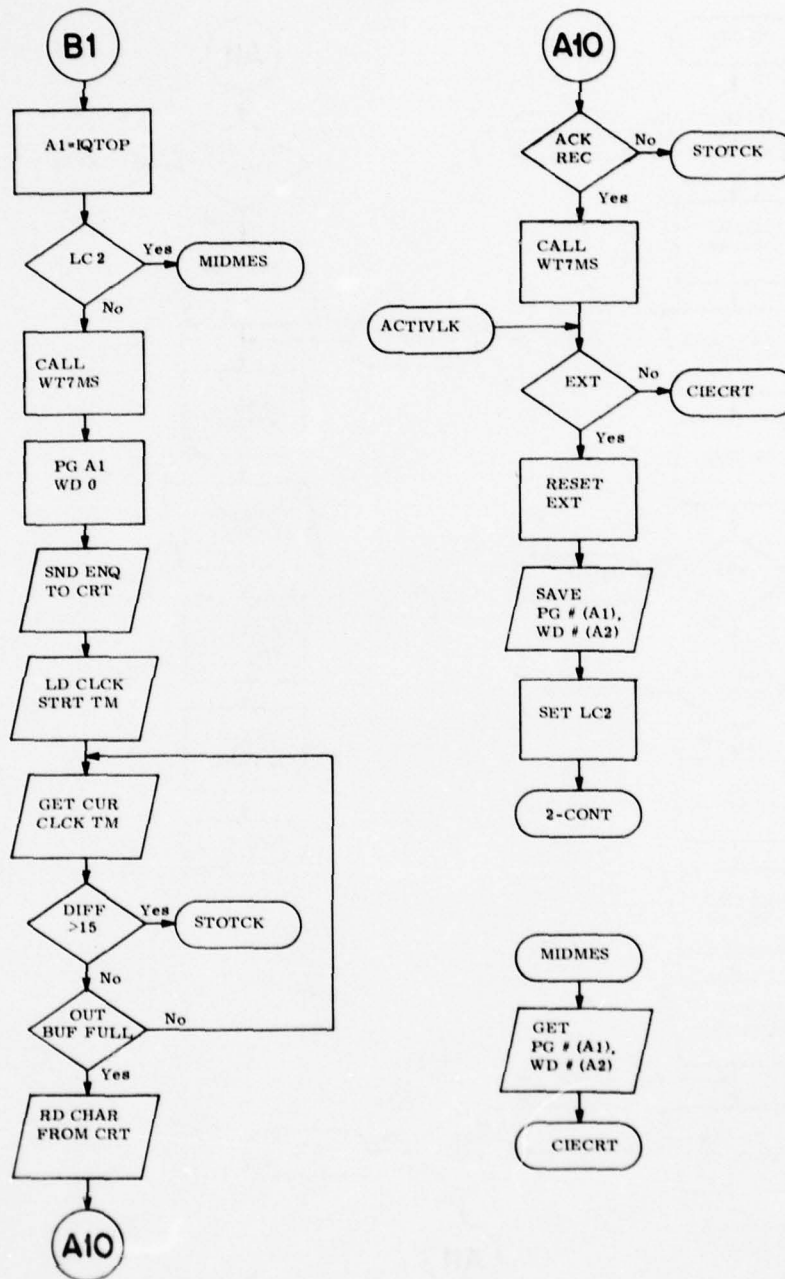 B1
A1=IQTOP
LC 2
Yes
MIDMES
No
CALL
WT7MS
PG A1
WD 0
SND ENQ
TO CRT
LD CLCK
STRT TM
GET CUR
CLCK TM
DIFF
>15
Yes
STOTCK
No
OUT
BUF FULL
No
Yes
RD CHAR
FROM CRT
A10
A10
ACK
REC
No
STOTCK
Yes
CALL
WT7MS
ACTIVLK
EXT
No
CIECRT
Yes
RESET
EXT
SAVE
PG # (A1),
WD # (A2)
SET LC2
2-CONT
MIDMES
GET
PG # (A1),
WD # (A2)
CIECRT